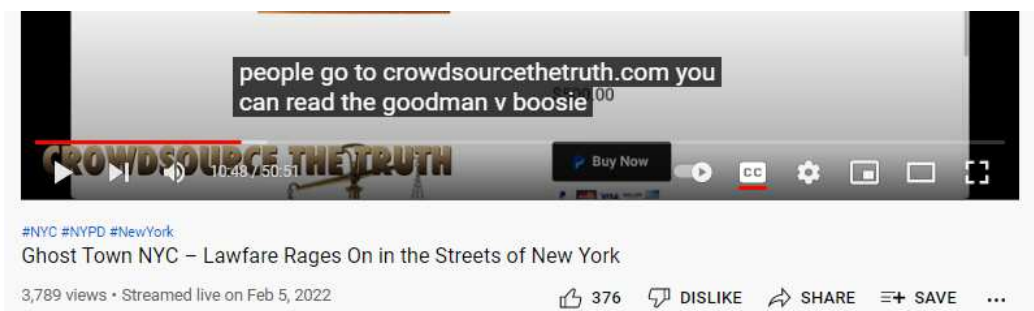 people go to crowdsourcethetruth.com you
can read the goodman v boosie
.00
CROWDSOURCE THE TRUTH
10:48 / 50:51
Buy Now
CC
#NYC #NYPD #NewYork
Ghost Town NYC – Lawfare Rages On in the Streets of New York
3,789 views • Streamed live on Feb 5, 2022
376 DISLIKE SHARE SAVE